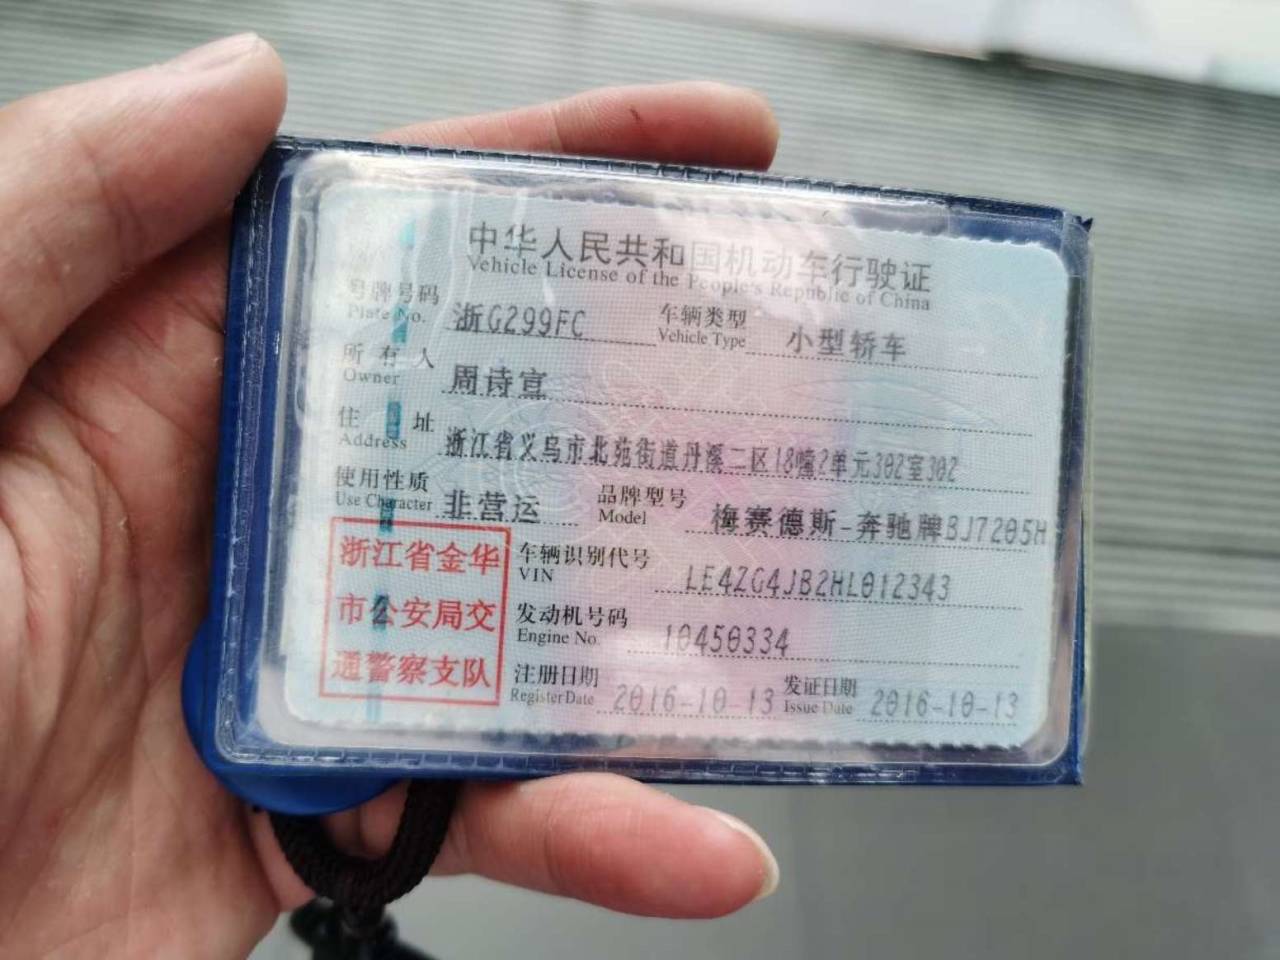 中华人民共和国机动车行驶证
Vehicle License of the People's Republic of China
号牌号码 浙G299FC 车辆类型 小型轿车
Plate No. Vehicle Type
所有人 周诗宣
Owner
住址 浙江省义乌市北苑街道丹溪二区18幢2单元302室302
Address
使用性质 非营运 品牌型号 梅赛德斯-奔驰牌BJ7205H
Use Character Model
浙江省金华
市公安局交
通警察支队
车辆识别代号 LE4ZG4JB2HL012343
VIN
发动机号码 10450334
Engine No.
注册日期 2016-10-13 发证日期 2016-10-13
Register Date Issue Date